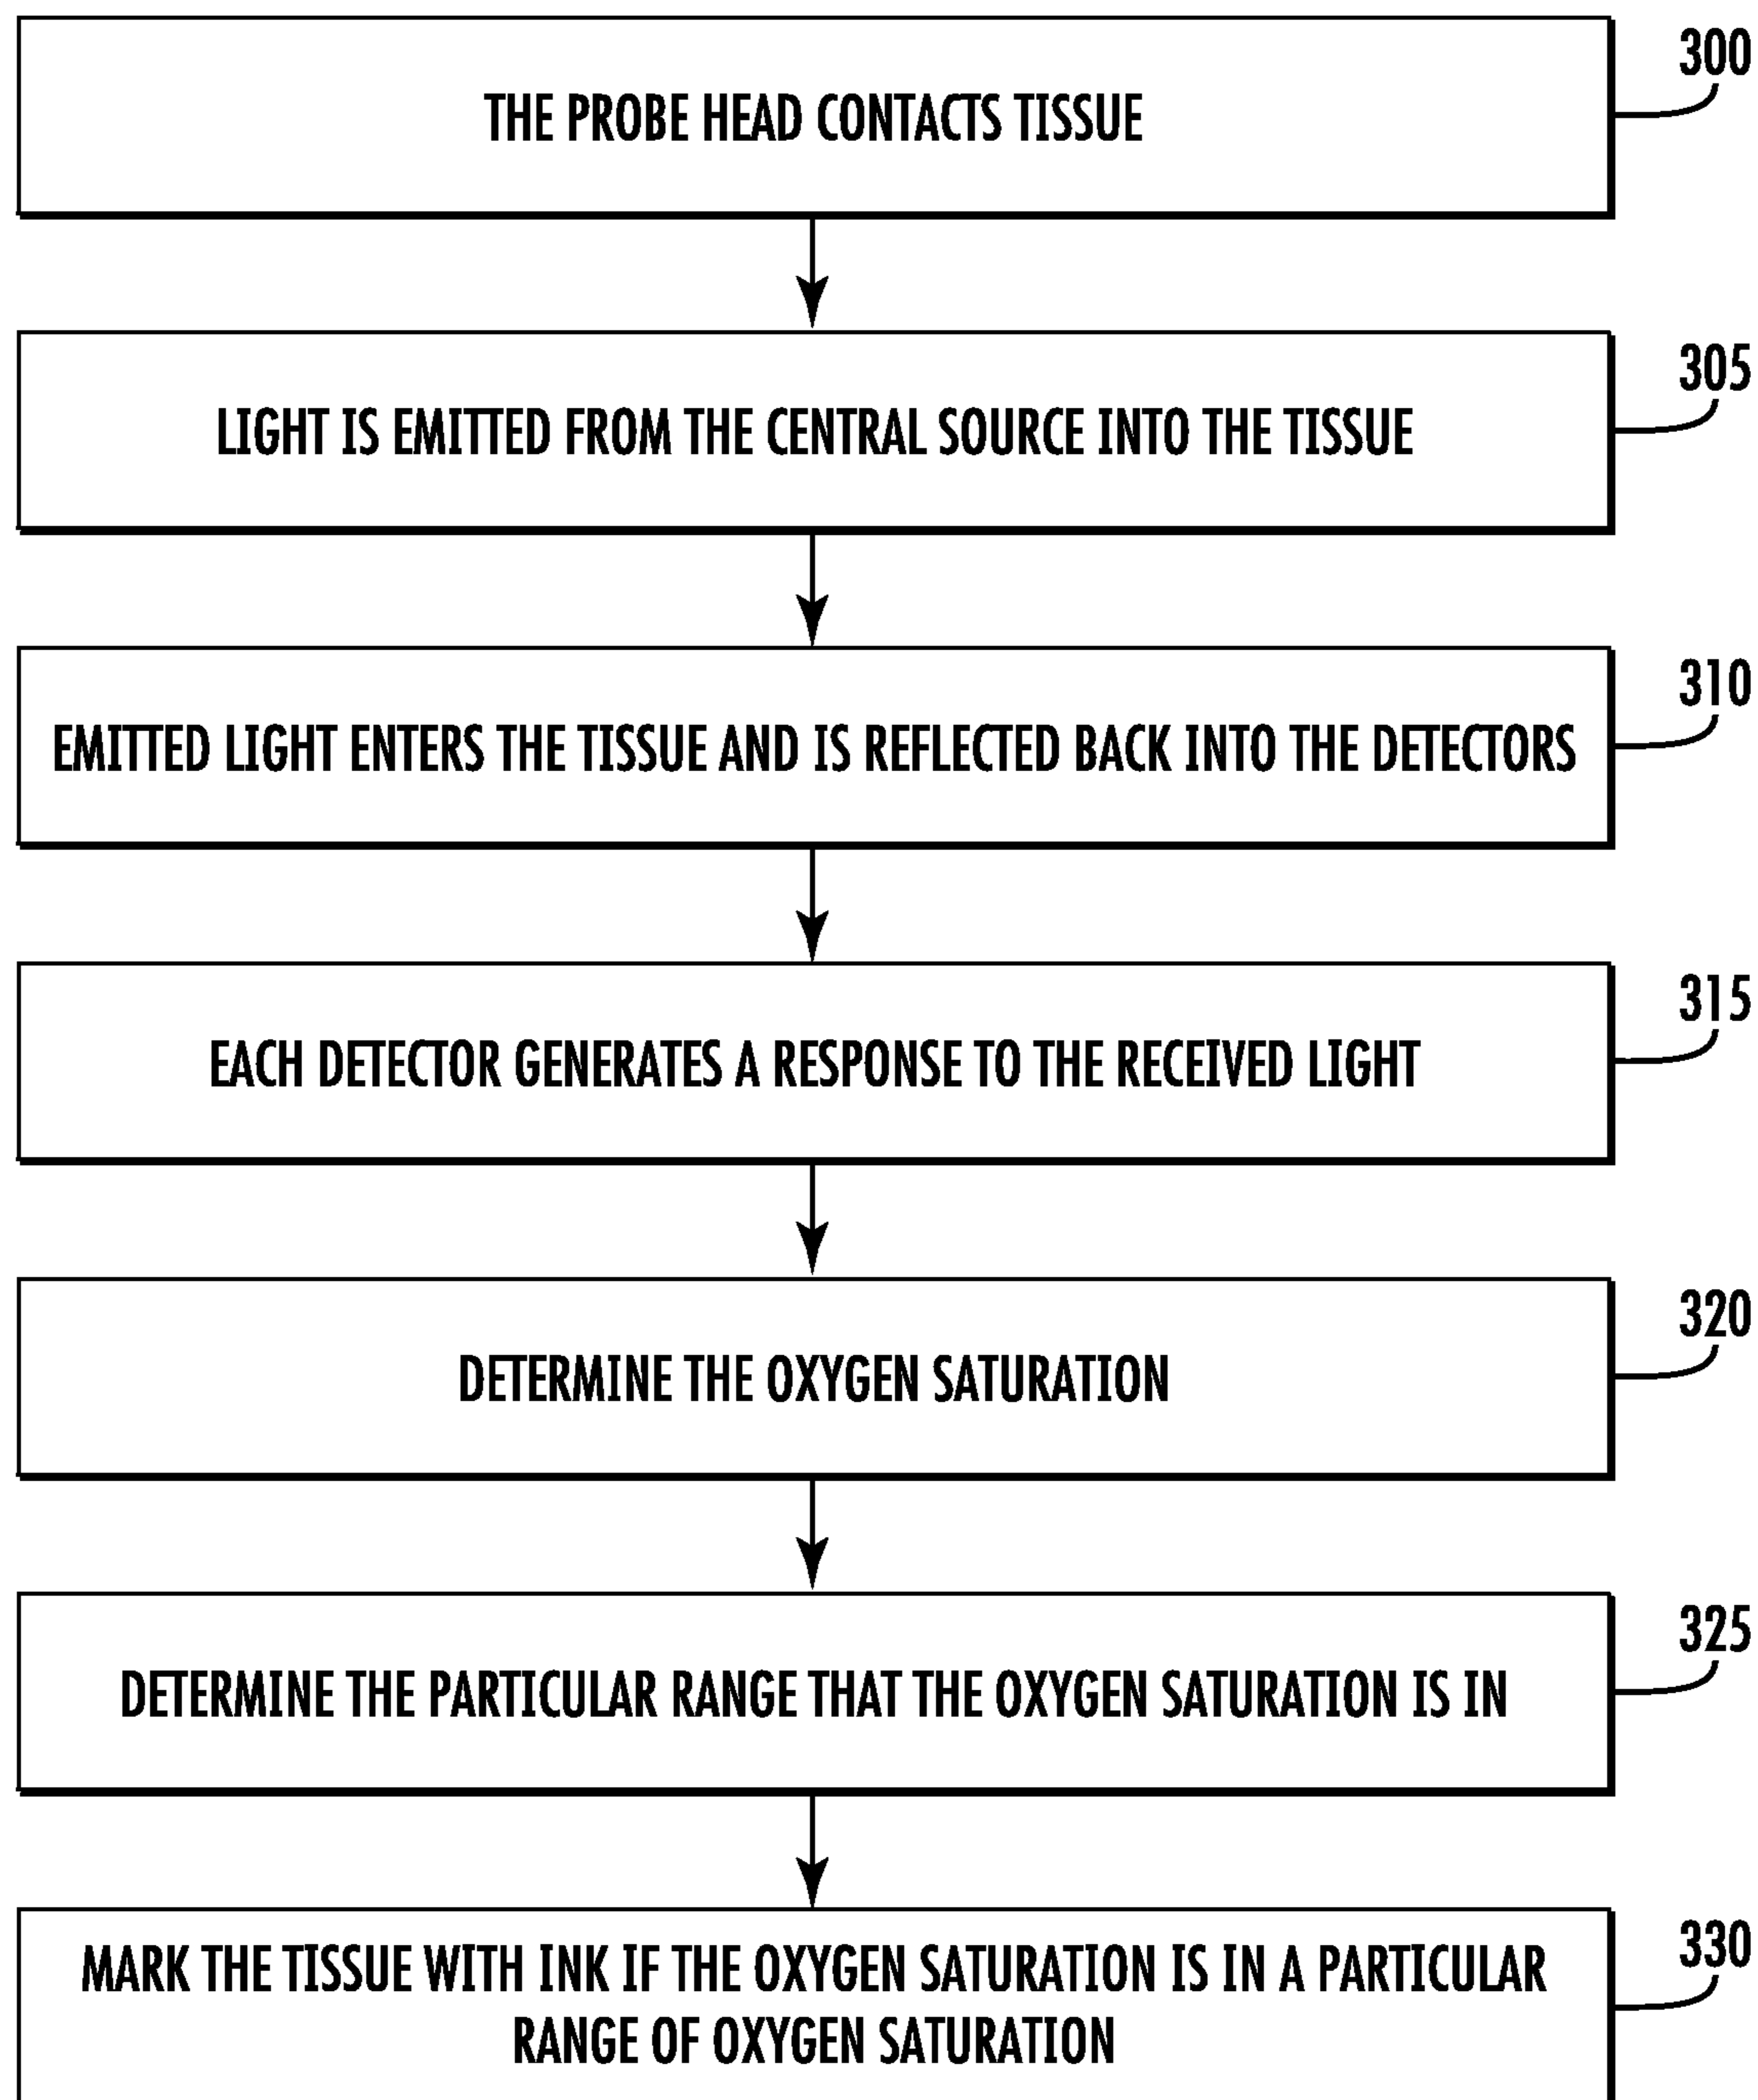 THE PROBE HEAD CONTACTS TISSUE
300
LIGHT IS EMITTED FROM THE CENTRAL SOURCE INTO THE TISSUE
305
EMITTED LIGHT ENTERS THE TISSUE AND IS REFLECTED BACK INTO THE DETECTORS
310
EACH DETECTOR GENERATES A RESPONSE TO THE RECEIVED LIGHT
315
DETERMINE THE OXYGEN SATURATION
320
DETERMINE THE PARTICULAR RANGE THAT THE OXYGEN SATURATION IS IN
325
MARK THE TISSUE WITH INK IF THE OXYGEN SATURATION IS IN A PARTICULAR
RANGE OF OXYGEN SATURATION
330